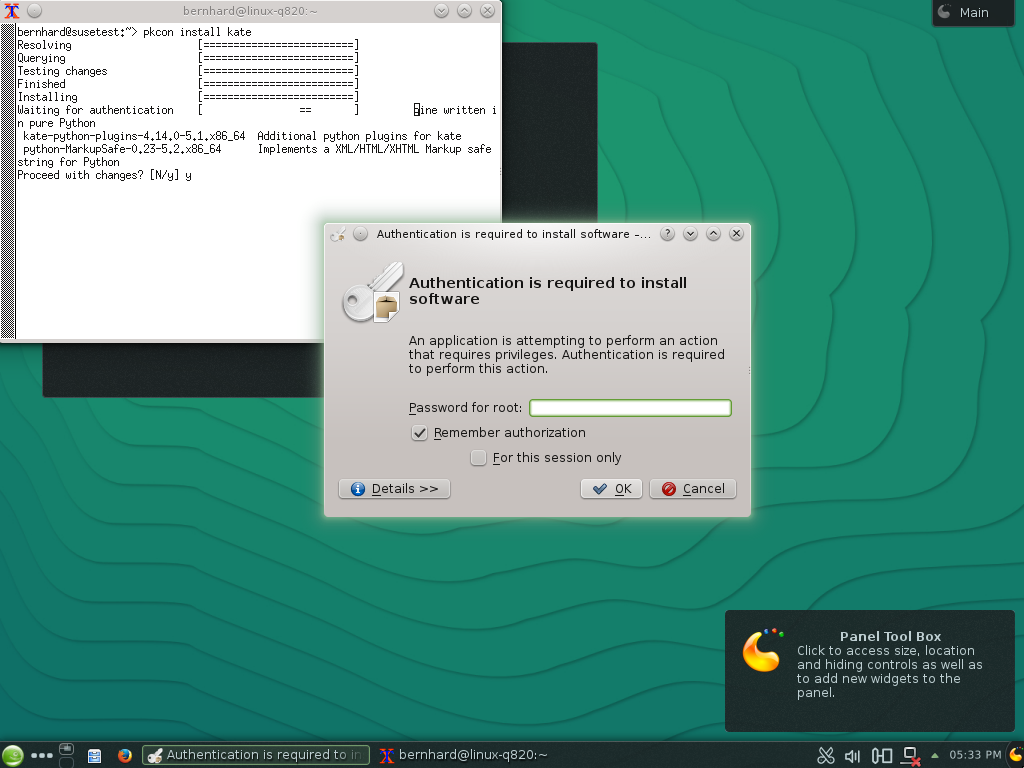 bernhard@linux-q820:~
bernhard@susetest:~> pkcon install kate
Resolving [=========================]
Querying [=========================]
Testing changes [=========================]
Finished [=========================]
Installing [=========================]
Waiting for authentication [ == ] gine written i
n pure Python
kate-python-plugins-4.14.0-5.1.x86_64 Additional python plugins for kate
python-MarkupSafe-0.23-5.2.x86_64 Implements a XML/HTML/XHTML Markup safe
string for Python
Proceed with changes? [N/y] y
Main
Authentication is required to install software –...
Authentication is required to install
software
An application is attempting to perform an action
that requires privileges. Authentication is required
to perform this action.
Password for root:
Remember authorization
For this session only
Details >>
OK
Cancel
Panel Tool Box
Click to access size, location
and hiding controls as well as
to add new widgets to the
panel.
Authentication is required to in
bernhard@linux-q820:~
05:33 PM